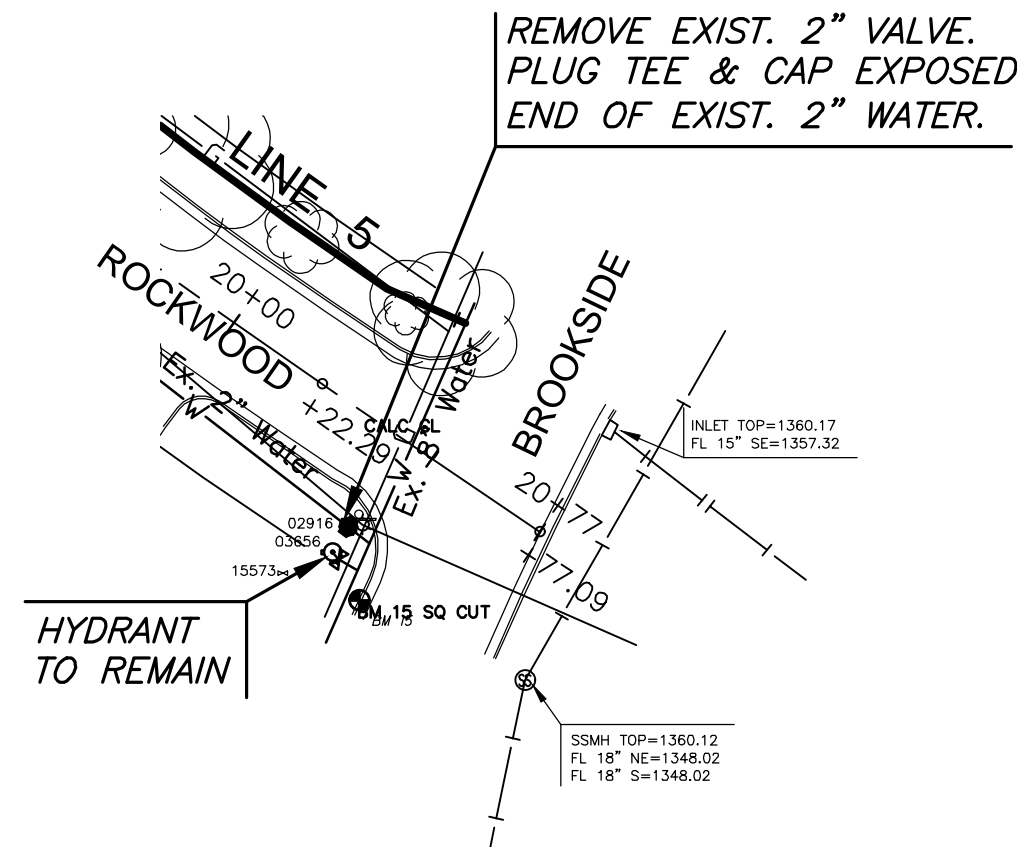 REMOVE EXIST. 2" VALVE.
PLUG TEE & CAP EXPOSED
END OF EXIST. 2" WATER.
LINE 5
G
ROCKWOOD
20+00
BROOKSIDE
Ex. 2" Water
W
+22.29
CALC CL
Ex. 8" Water
W
INLET TOP=1360.17
FL 15" SE=1357.32
20+77
+77.09
02916
03656
15573
BM 15 SQ CUT
BM 15
HYDRANT
TO REMAIN
SS
SSMH TOP=1360.12
FL 18" NE=1348.02
FL 18" S=1348.02